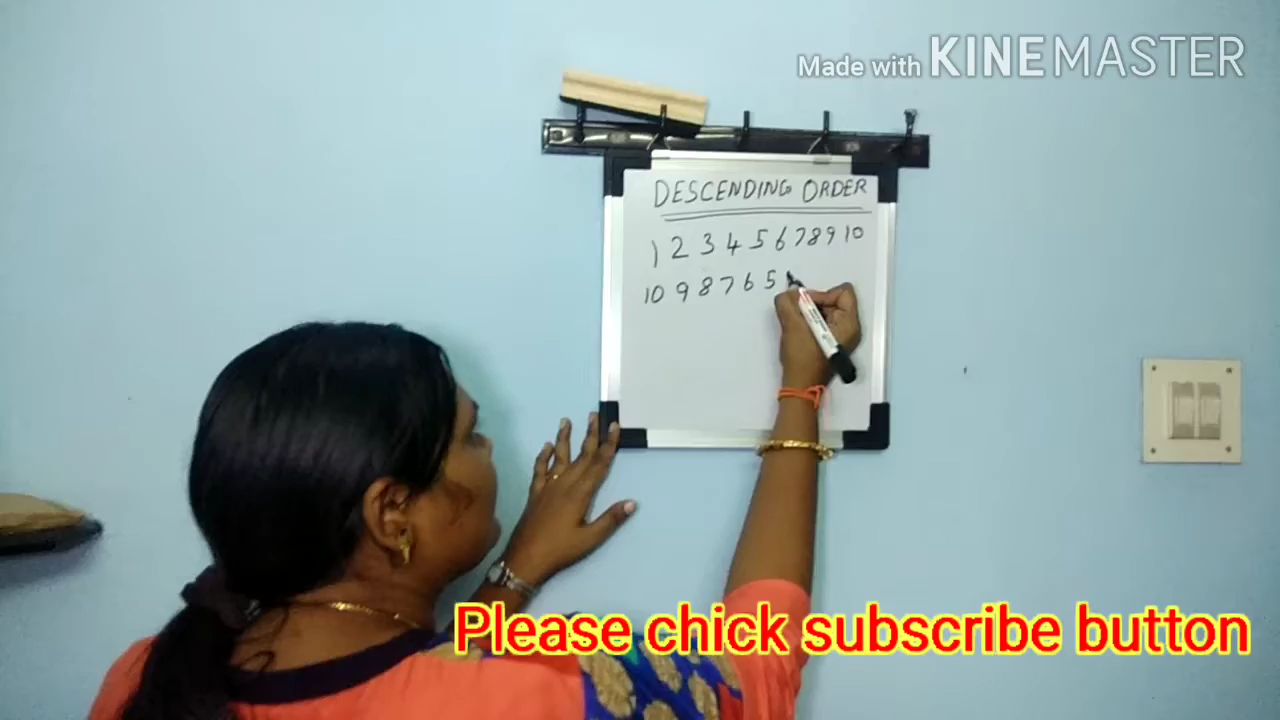 Made with KINEMASTER
DESCENDING ORDER
1 2 3 4 5 6 7 8 9 10
10 9 8 7 6 5
Please chick subscribe button